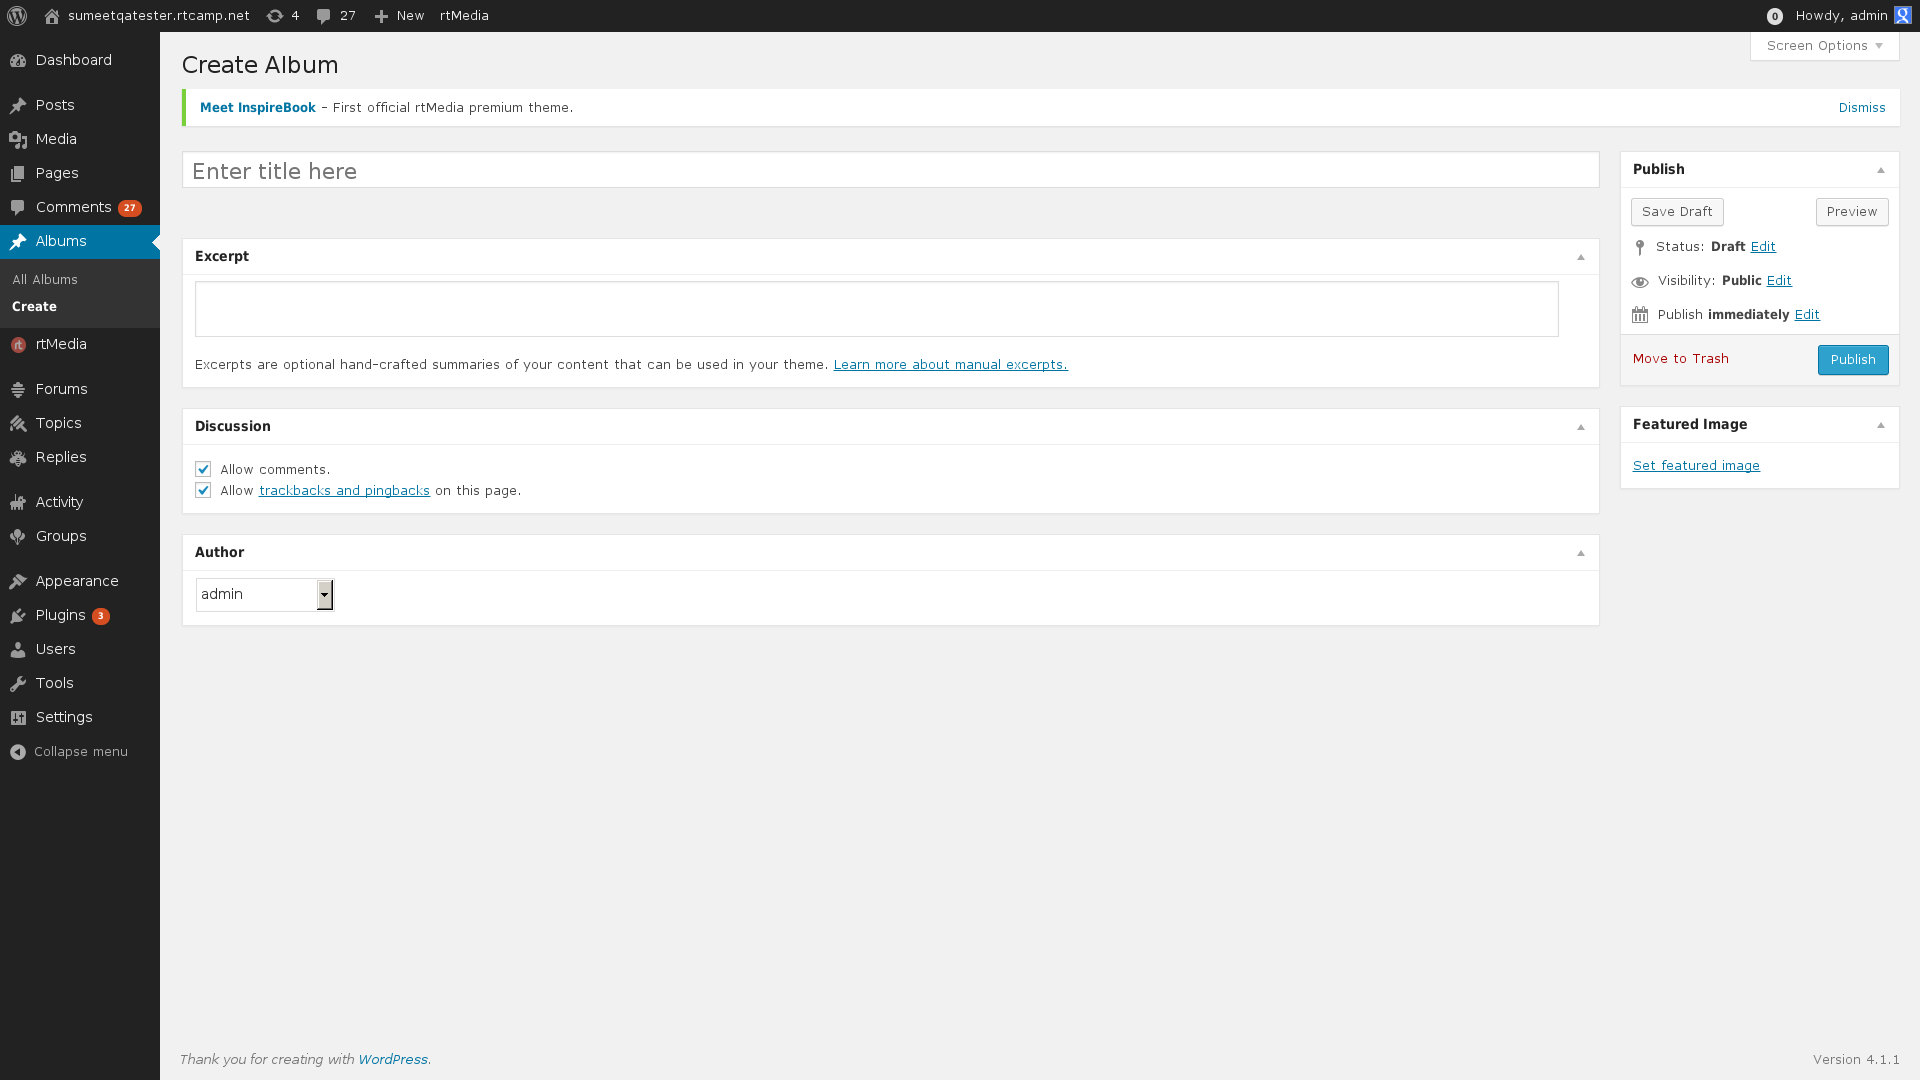 sumeetqatester.rtcamp.net 4 27 New rtMedia 0 Howdy, admin
Screen Options
Dashboard
Posts
Media
Pages
Comments 27
Albums
All Albums
Create
rtMedia
Forums
Topics
Replies
Activity
Groups
Appearance
Plugins 3
Users
Tools
Settings
Collapse menu
Create Album
Meet InspireBook – First official rtMedia premium theme. Dismiss
Enter title here
Excerpt
Excerpts are optional hand-crafted summaries of your content that can be used in your theme. Learn more about manual excerpts.
Discussion
Allow comments.
Allow trackbacks and pingbacks on this page.
Author
admin
Publish
Save Draft Preview
Status: Draft Edit
Visibility: Public Edit
Publish immediately Edit
Move to Trash Publish
Featured Image
Set featured image
Thank you for creating with WordPress. Version 4.1.1